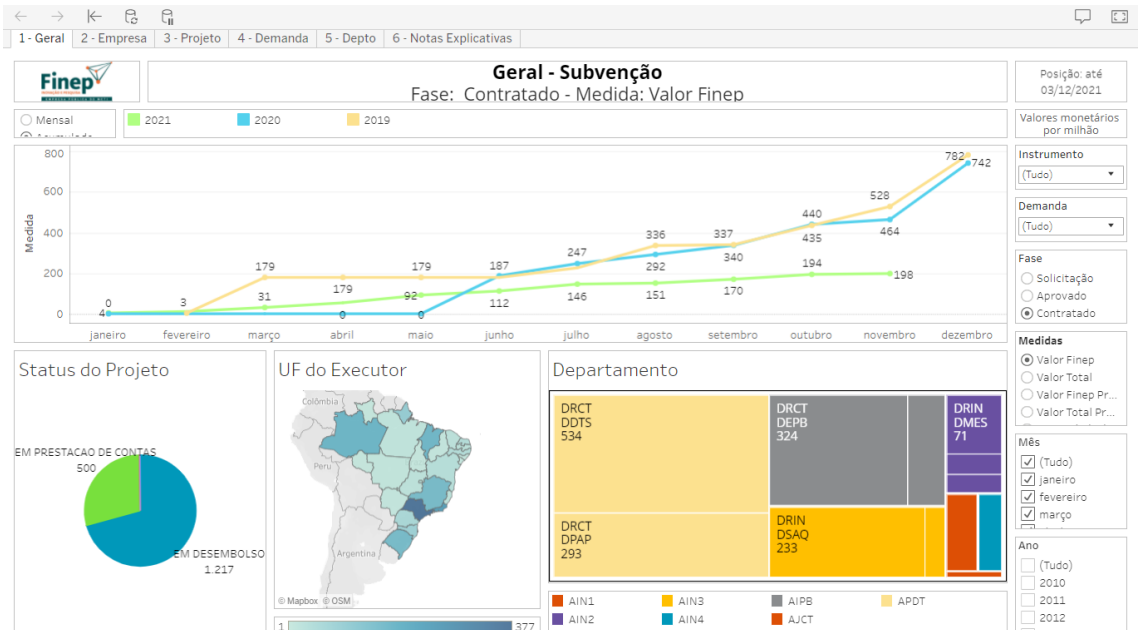 1 - Geral
2 - Empresa
3 - Projeto
4 - Demanda
5 - Depto
6 - Notas Explicativas
Finep
Geral - Subvenção
Fase: Contratado - Medida: Valor Finep
Posição: até
03/12/2021
Mensal
Acumulado
2021
2020
2019
Valores monetários
por milhão
Instrumento
(Tudo)
Demanda
(Tudo)
Fase
Solicitação
Aprovado
Contratado
Medidas
Valor Finep
Valor Total
Valor Finep Pr...
Valor Total Pr...
Mês
(Tudo)
janeiro
fevereiro
março
Ano
(Tudo)
2010
2011
2012
Medida
800
600
400
200
0
0
4
3
179
31
179
0
179
92
0
187
112
247
146
336
292
151
337
340
170
440
435
194
528
464
198
782
742
janeiro
fevereiro
março
abril
maio
junho
julho
agosto
setembro
outubro
novembro
dezembro
Status do Projeto
EM PRESTACAO DE CONTAS
500
EM DESEMBOLSO
1.217
UF do Executor
Colômbia
Peru
Argentina
© Mapbox © OSM
1
377
Departamento
DRCT
DDTS
534
DRCT
DEPB
324
DRIN
DMES
71
DRCT
DPAP
293
DRIN
DSAQ
233
AIN1
AIN3
AIPB
APDT
AIN2
AIN4
AJCT